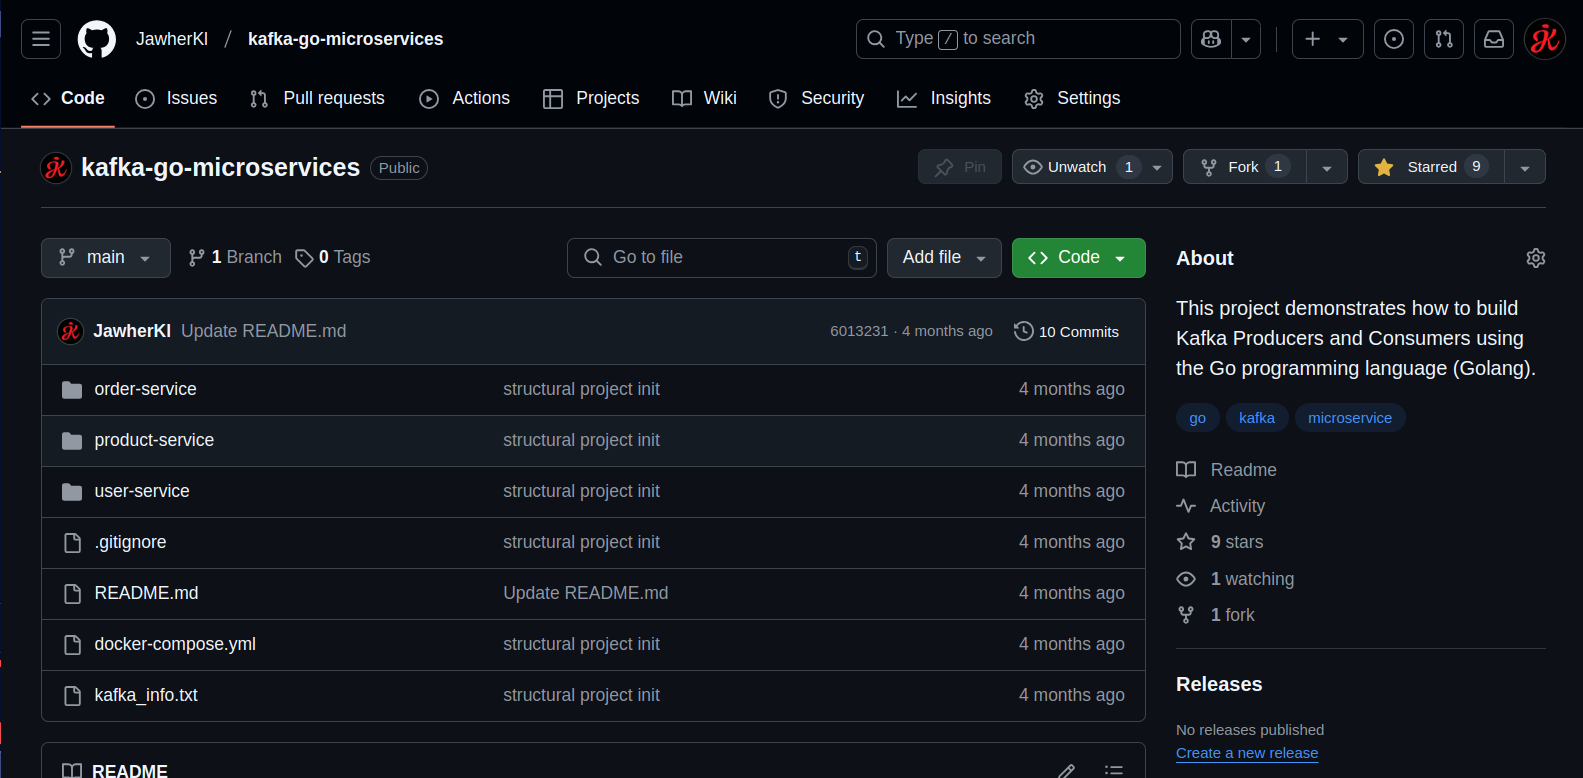 JawherKl / kafka-go-microservices
Type / to search
Code Issues Pull requests Actions Projects Wiki Security Insights Settings
kafka-go-microservices Public
Pin Unwatch 1 Fork 1 Starred 9
main 1 Branch 0 Tags
Go to file t Add file Code
JawherKl Update README.md 6013231 · 4 months ago 10 Commits
order-service structural project init 4 months ago
product-service structural project init 4 months ago
user-service structural project init 4 months ago
.gitignore structural project init 4 months ago
README.md Update README.md 4 months ago
docker-compose.yml structural project init 4 months ago
kafka_info.txt structural project init 4 months ago
README
About
This project demonstrates how to build
Kafka Producers and Consumers using
the Go programming language (Golang).
go kafka microservice
Readme
Activity
9 stars
1 watching
1 fork
Releases
No releases published
Create a new release